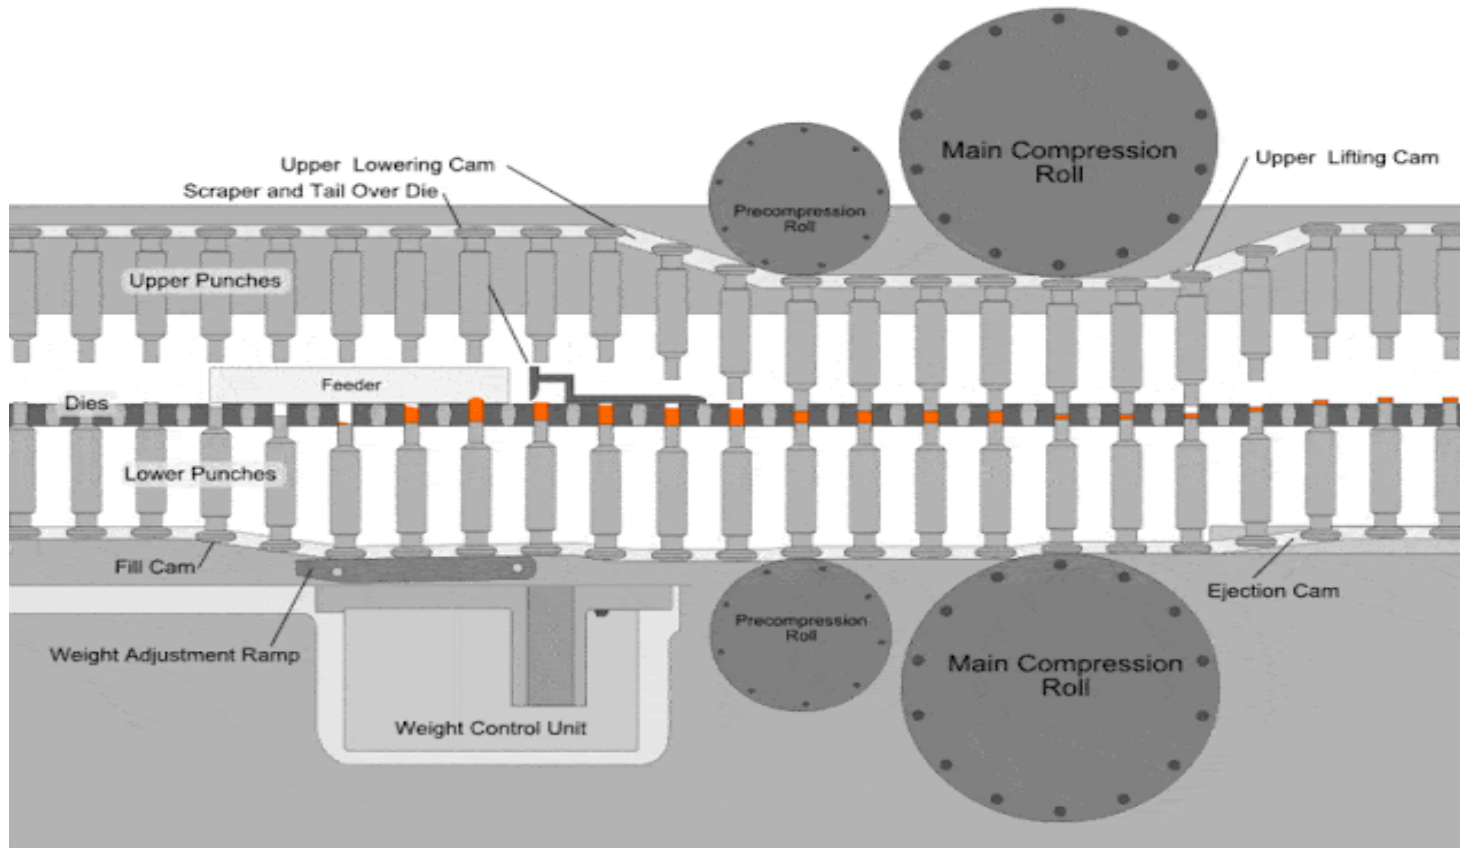 Main Compression
Roll
Upper Lowering Cam
Upper Lifting Cam
Scraper and Tail Over Die
Precompression
Roll
Upper Punches
Feeder
Dies
Lower Punches
Fill Cam
Ejection Cam
Precompression
Roll
Weight Adjustment Ramp
Main Compression
Roll
Weight Control Unit